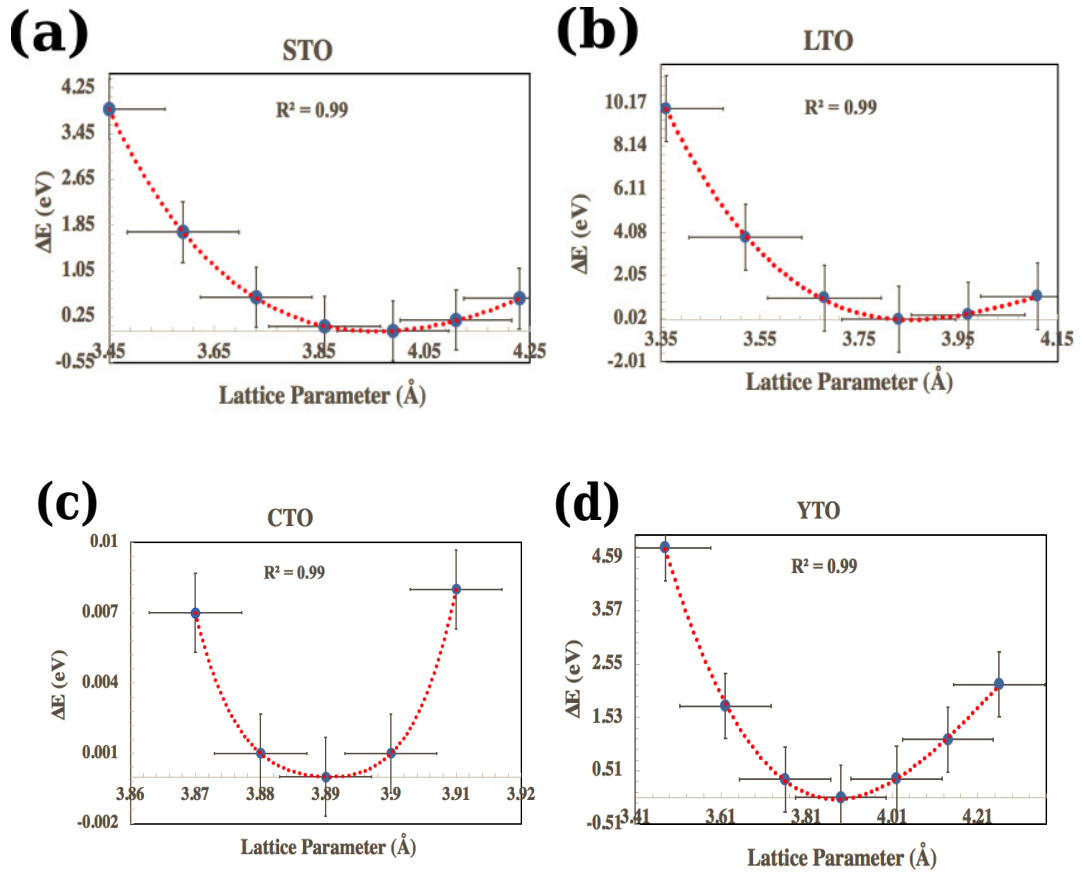 (a)
STO
R² = 0.99
4.25
3.45
2.65
1.85
1.05
0.25
-0.55
ΔE (eV)
3.45 3.65 3.85 4.05 4.25
Lattice Parameter (Å)
(b)
LTO
R² = 0.99
10.17
8.14
6.11
4.08
2.05
0.02
-2.01
ΔE (eV)
3.35 3.55 3.75 3.95 4.15
Lattice Parameter (Å)
(c)
CTO
R² = 0.99
0.01
0.007
0.004
0.001
-0.002
ΔE (eV)
3.86 3.87 3.88 3.89 3.9 3.91 3.92
Lattice Parameter (Å)
(d)
YTO
R² = 0.99
4.59
3.57
2.55
1.53
0.51
-0.51
ΔE (eV)
3.41 3.61 3.81 4.01 4.21
Lattice Parameter (Å)